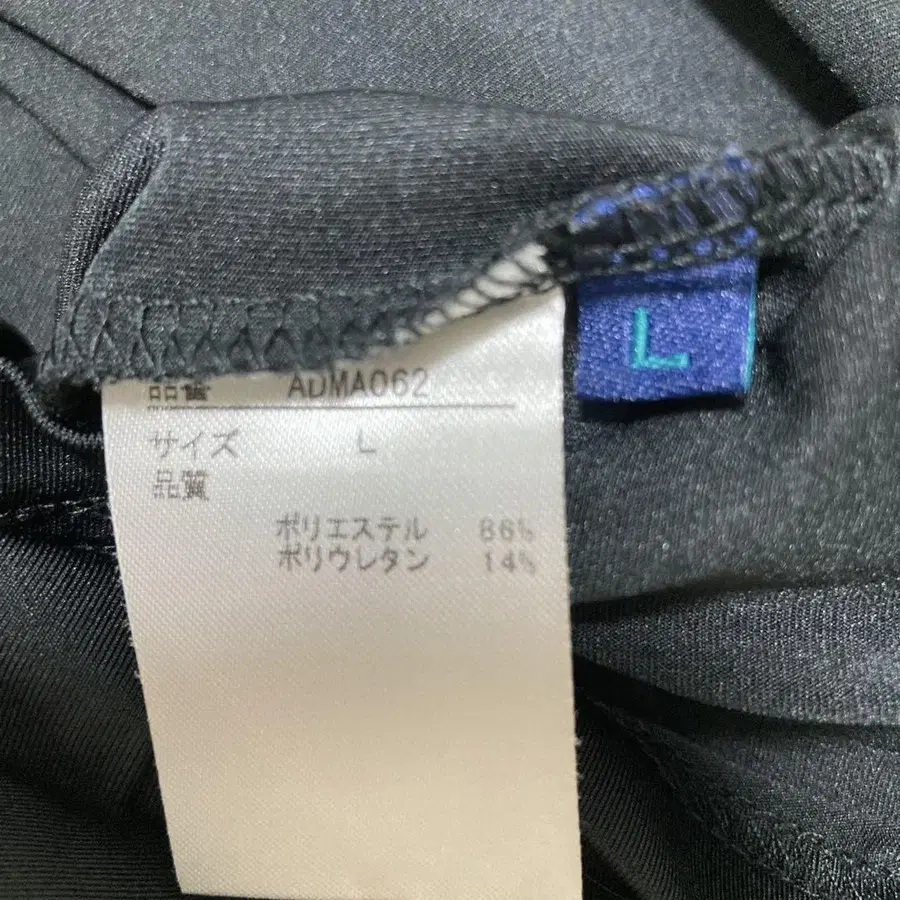 品番 ADMA062
L
サイズ L
品質
ポリエステル 86%
ポリウレタン 14%